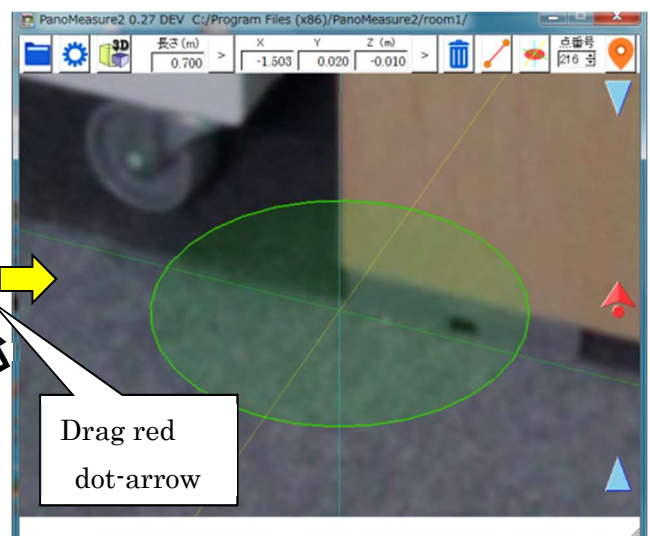 PanoMeasure2 0.27 DEV C:/Program Files (x86)/PanoMeasure2/room1/
3D
長さ(m)
0.700
>
X Y Z (m)
-1.503 0.020 -0.010
>
点番号
216
Drag red
dot-arrow